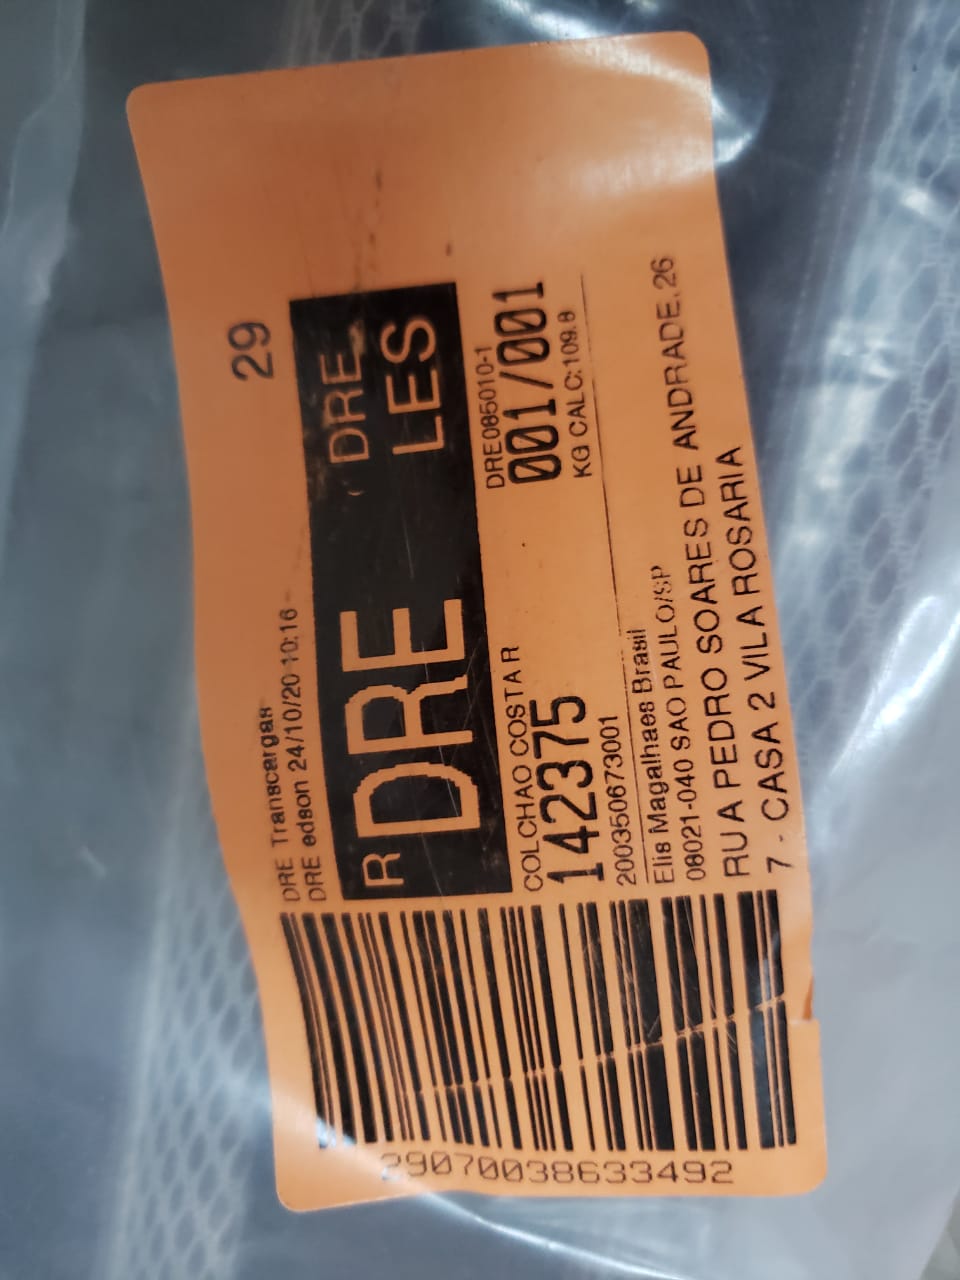 29
DRE Transcargas
DRE edson 24/10/20 10:16
R DRE DRE LES
COLCHAO COSTA R DRE085010-1
142375 001/001
200350673001 KG CALC:109.8
Elis Magalhaes Brasil
08021-040 SAO PAULO/SP
RUA PEDRO SOARES DE ANDRADE, 26
7 - CASA 2 VILA ROSARIA
29070038633492